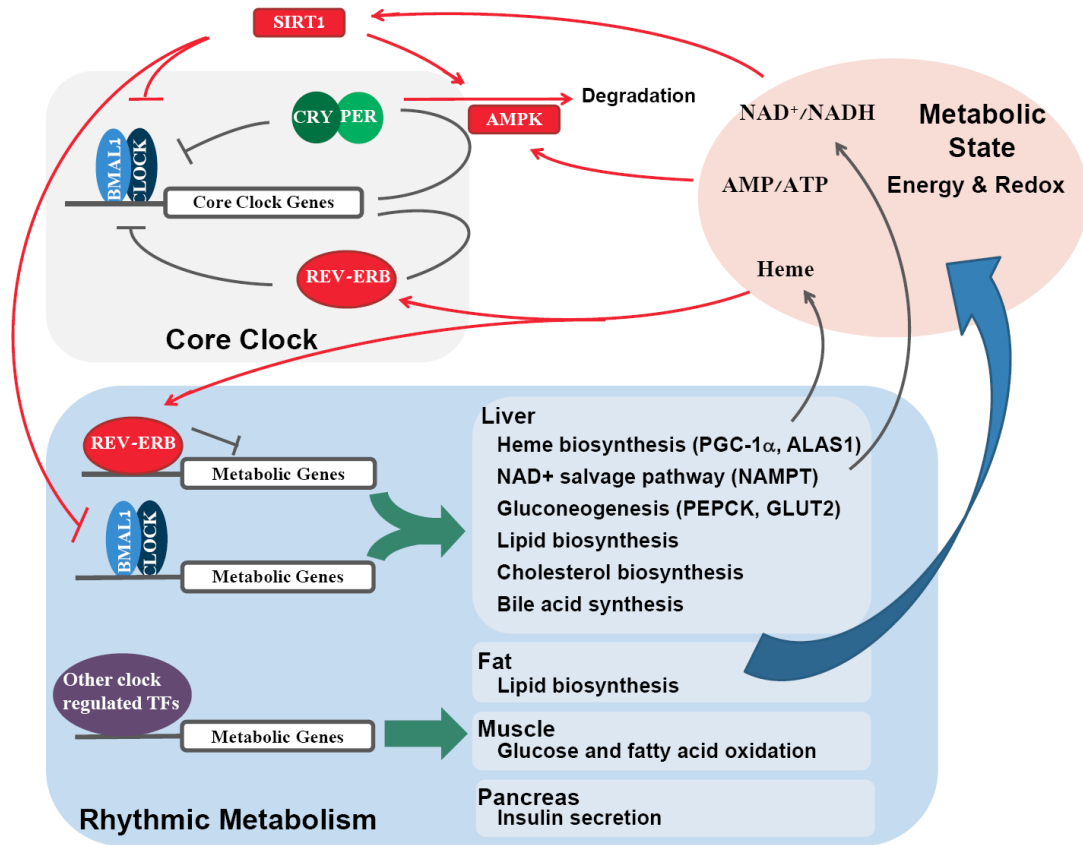 SIRT1
CRY
PER
AMPK
Degradation
BMAL1
CLOCK
Core Clock Genes
REV-ERB
Core Clock
NAD+/NADH
Metabolic
State
AMP/ATP
Energy & Redox
Heme
REV-ERB
Metabolic Genes
BMAL1
CLOCK
Metabolic Genes
Other clock
regulated TFs
Metabolic Genes
Liver
Heme biosynthesis (PGC-1α, ALAS1)
NAD+ salvage pathway (NAMPT)
Gluconeogenesis (PEPCK, GLUT2)
Lipid biosynthesis
Cholesterol biosynthesis
Bile acid synthesis
Fat
Lipid biosynthesis
Muscle
Glucose and fatty acid oxidation
Pancreas
Insulin secretion
Rhythmic Metabolism